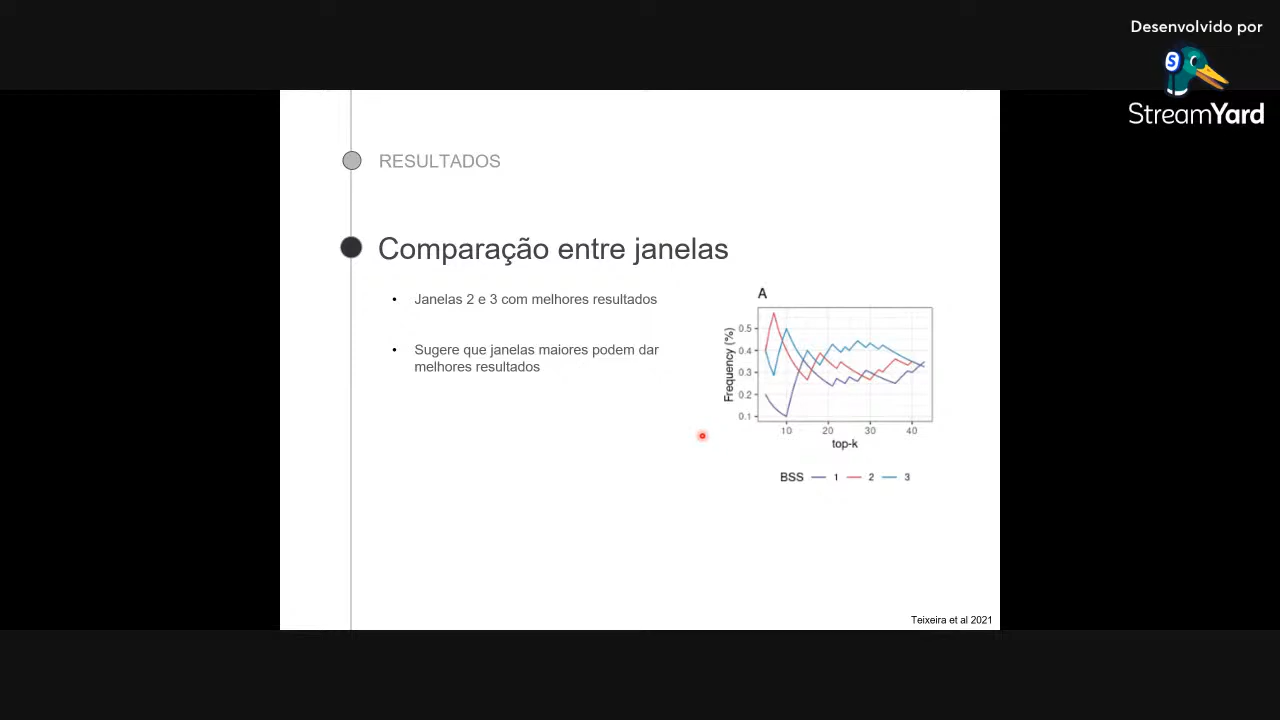 Desenvolvido por
S
StreamYard
RESULTADOS
Comparação entre janelas
• Janelas 2 e 3 com melhores resultados
• Sugere que janelas maiores podem dar
melhores resultados
A
Frequency (%)
0.5
0.4
0.3
0.2
0.1
10 20 30 40
top-k
BSS 1 2 3
Teixeira et al 2021